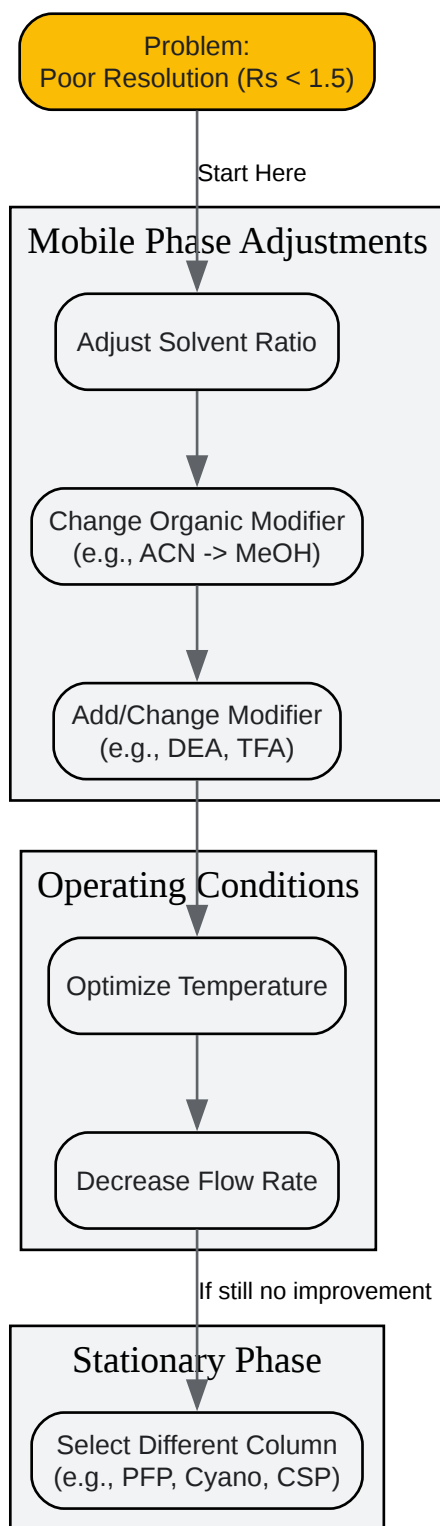 Problem:
Poor Resolution (Rs < 1.5)
Start Here
Mobile Phase Adjustments
Adjust Solvent Ratio
Change Organic Modifier
(e.g., ACN -> MeOH)
Add/Change Modifier
(e.g., DEA, TFA)
Operating Conditions
Optimize Temperature
Decrease Flow Rate
If still no improvement
Stationary Phase
Select Different Column
(e.g., PFP, Cyano, CSP)